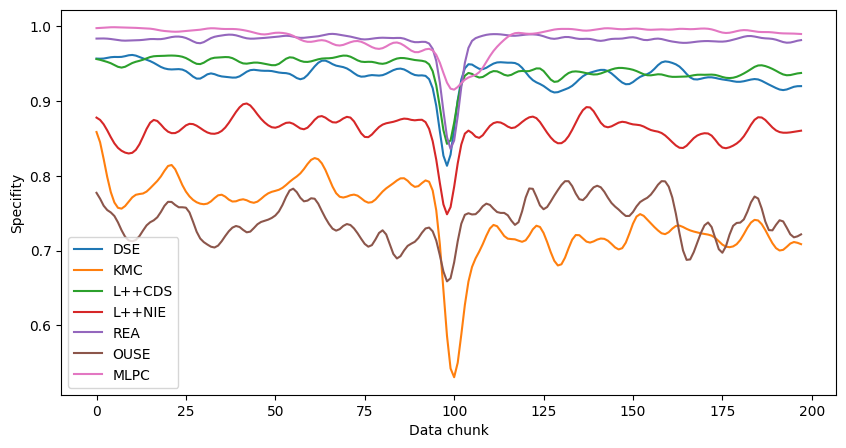 1.0
0.9
0.8
0.7
0.6
Specifity
DSE
KMC
L++CDS
L++NIE
REA
OUSE
MLPC
0 25 50 75 100 125 150 175 200
Data chunk